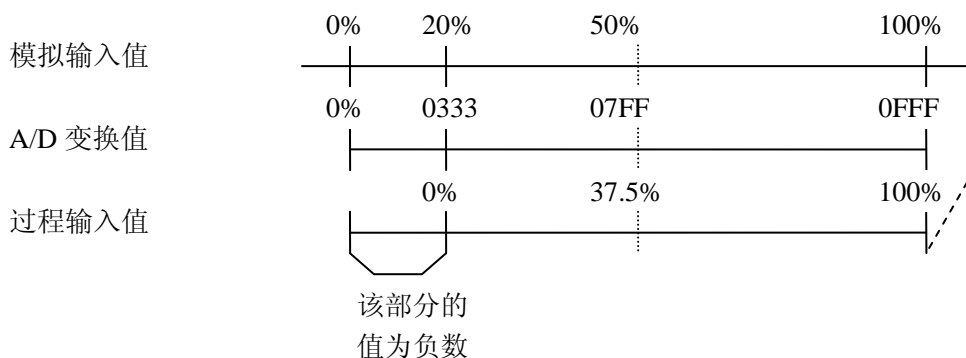 0% 20% 50% 100%
模拟输入值
0% 0333 07FF 0FFF
A/D 变换值
0% 37.5% 100%
过程输入值
该部分的
值为负数